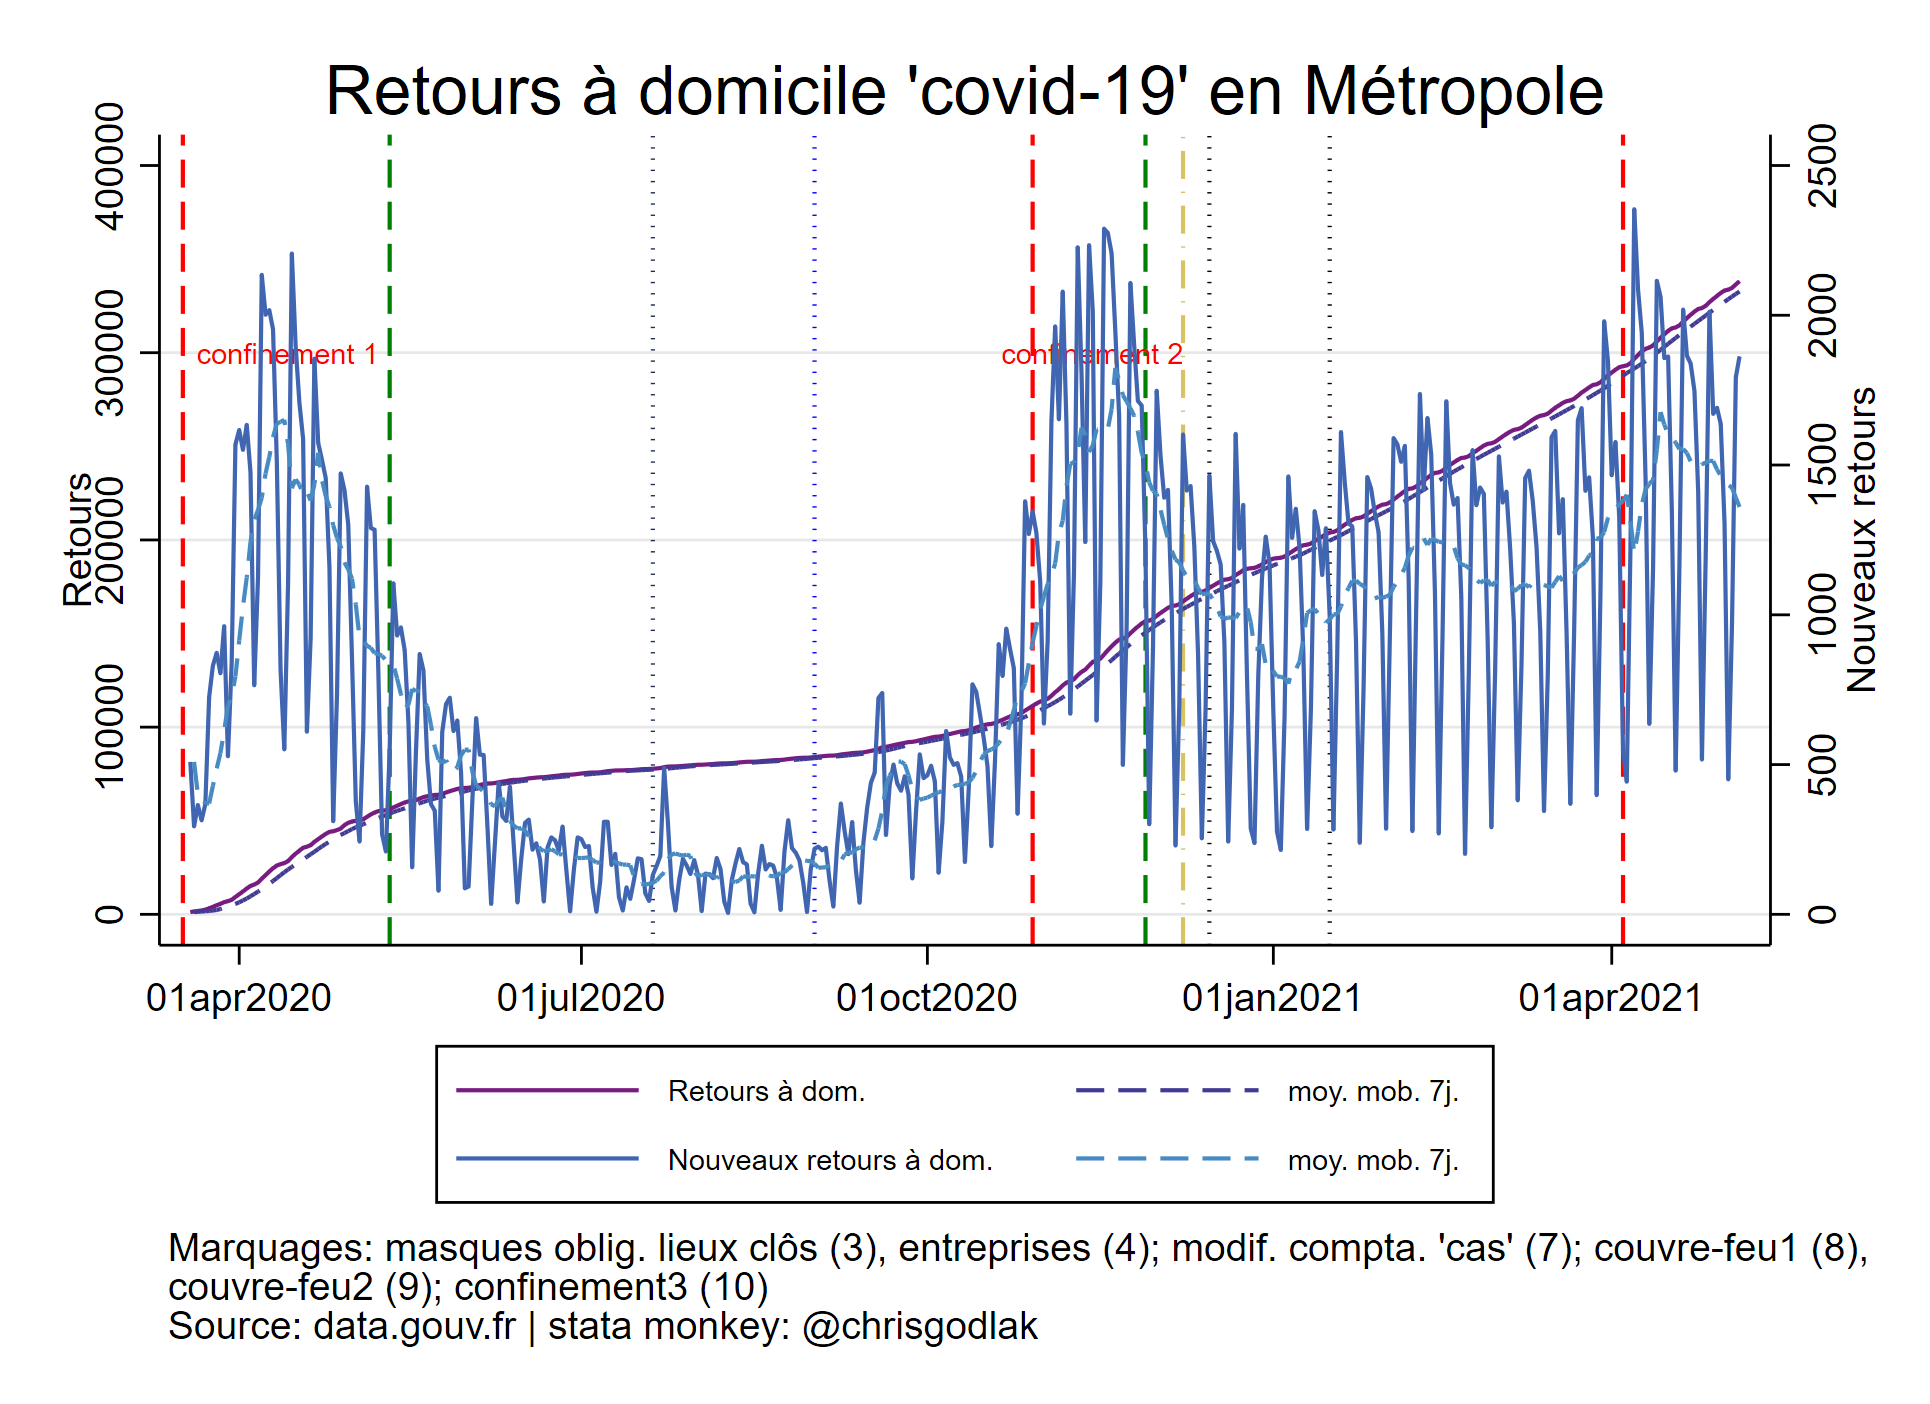 Retours à domicile 'covid-19' en Métropole
400000
300000
200000
100000
0
Retours
2500
2000
1500
1000
500
0
Nouveaux retours
confinement 1
confinement 2
01apr2020
01jul2020
01oct2020
01jan2021
01apr2021
Retours à dom.
moy. mob. 7j.
Nouveaux retours à dom.
moy. mob. 7j.
Marquages: masques oblig. lieux clôs (3), entreprises (4); modif. compta. 'cas' (7); couvre-feu1 (8),
couvre-feu2 (9); confinement3 (10)
Source: data.gouv.fr | stata monkey: @chrisgodlak